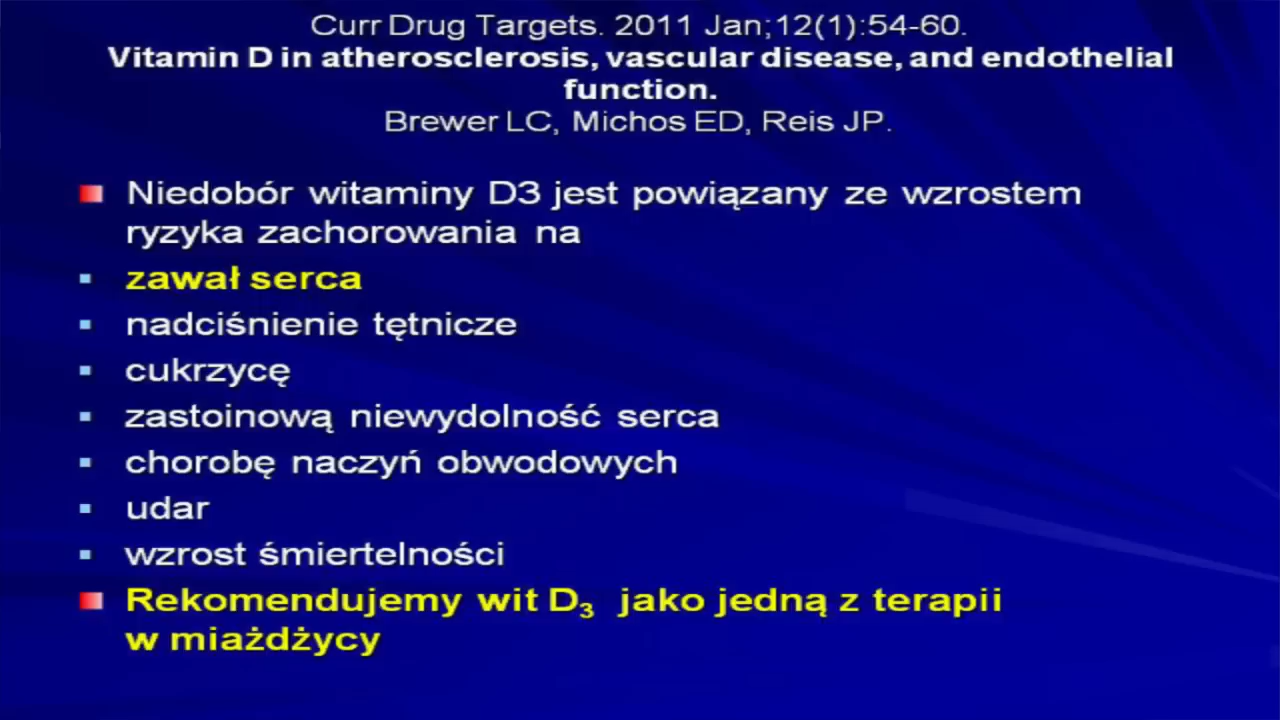 Curr Drug Targets. 2011 Jan;12(1):54-60.
Vitamin D in atherosclerosis, vascular disease, and endothelial
function.
Brewer LC, Michos ED, Reis JP.
Niedobór witaminy D3 jest powiązany ze wzrostem
ryzyka zachorowania na
zawał serca
nadciśnienie tętnicze
cukrzycę
zastoinową niewydolność serca
chorobę naczyń obwodowych
udar
wzrost śmiertelności
Rekomendujemy wit D₃ jako jedną z terapii
w miażdżycy